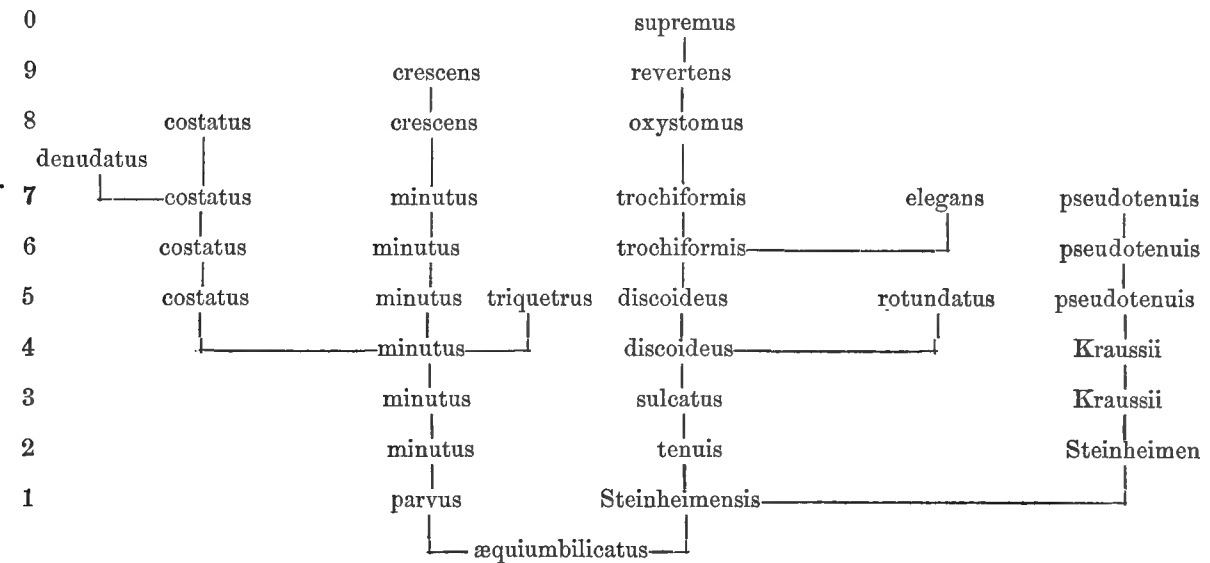 0 supremus
9 crescens revertens
8 costatus crescens oxystomus
denudatus
7 costatus minutus trochiformis elegans pseudotenuis
6 costatus minutus trochiformis pseudotenuis
5 costatus minutus triquetrus discoideus rotundatus pseudotenuis
4 minutus discoideus Kraussii
3 minutus sulcatus Kraussii
2 minutus tenuis Steinheimen
1 parvus Steinheimensis
æquiumbilicatus